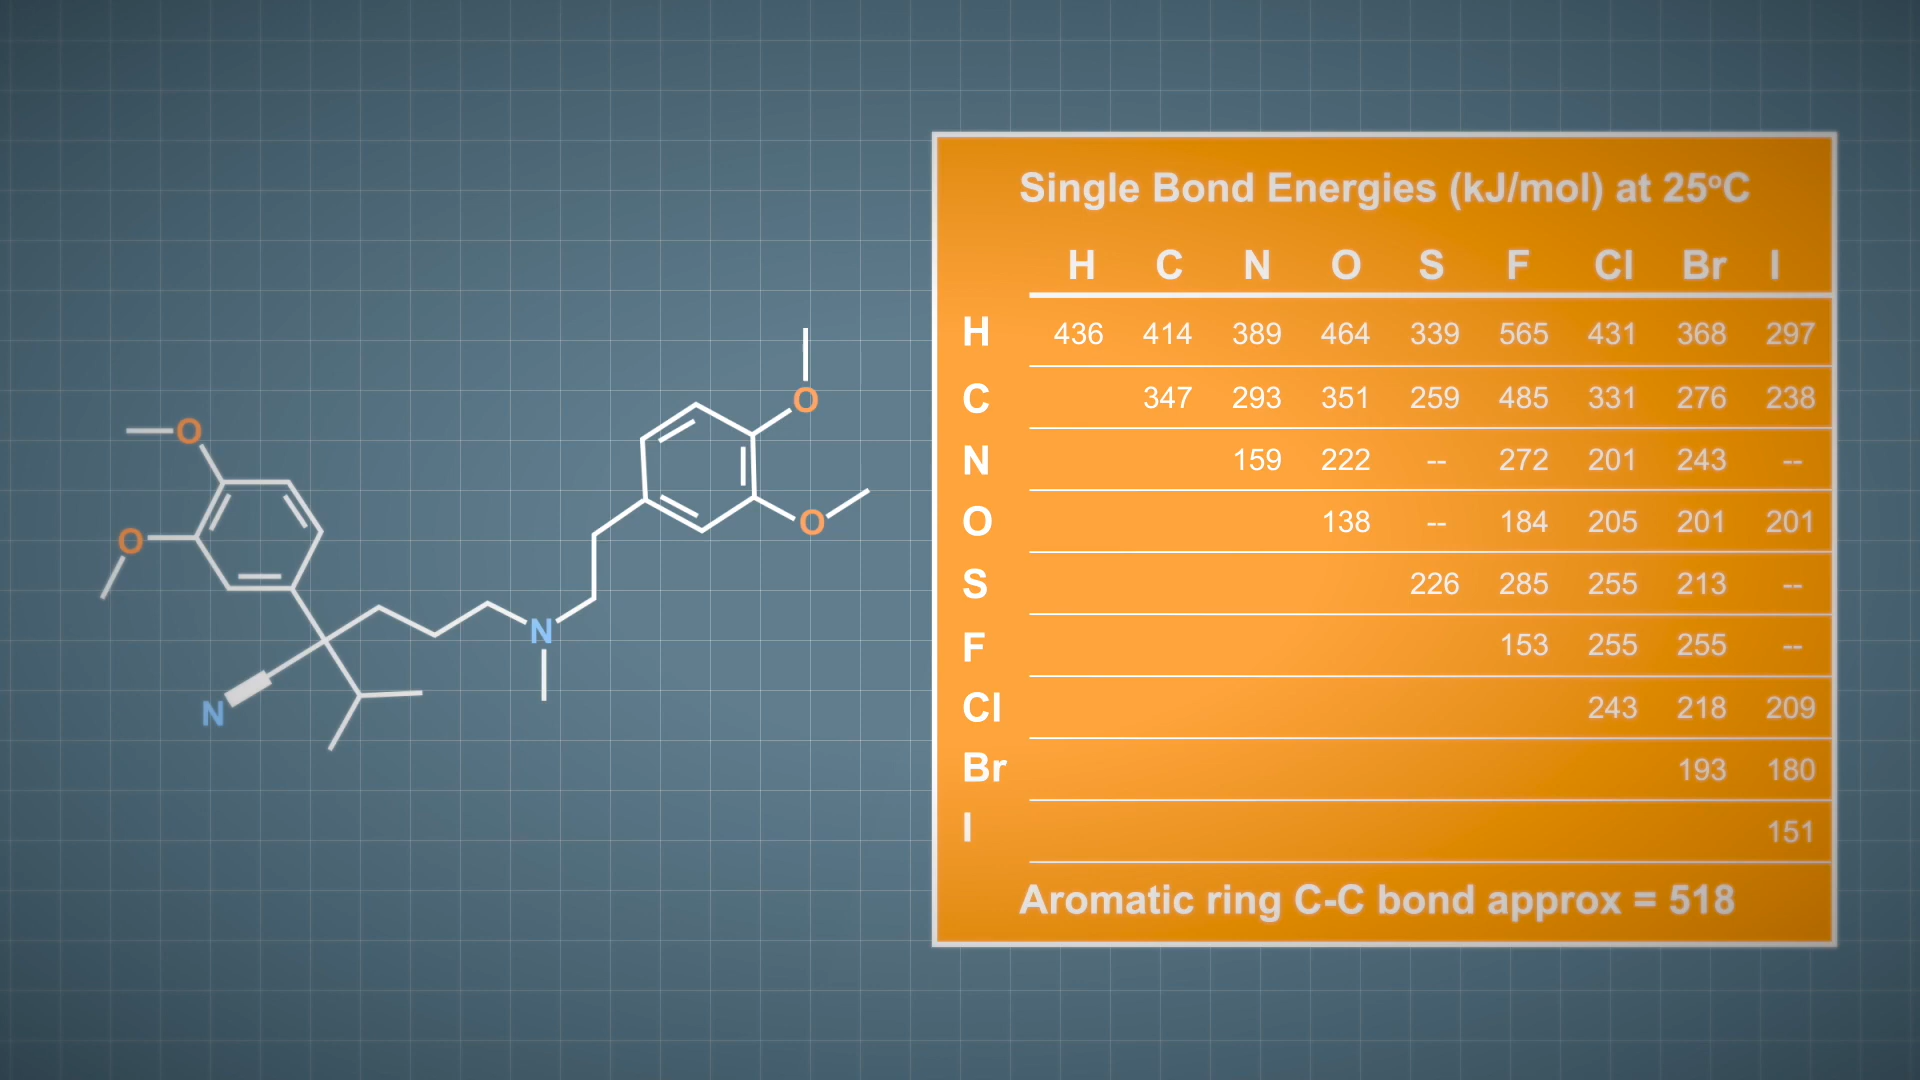 O
O
O
O
N
N
Single Bond Energies (kJ/mol) at 25°C
H C N O S F Cl Br I
H 436 414 389 464 339 565 431 368 297
C 347 293 351 259 485 331 276 238
N 159 222 -- 272 201 243 --
O 138 -- 184 205 201 201
S 226 285 255 213 --
F 153 255 255 --
Cl 243 218 209
Br 193 180
I 151
Aromatic ring C-C bond approx = 518